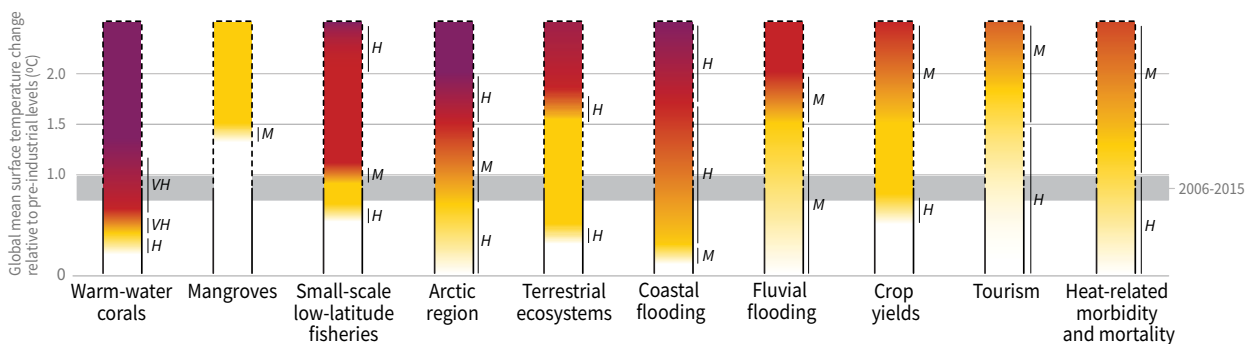 Global mean surface temperature change
relative to pre-industrial levels (ºC)
2.0
1.5
1.0
0
2006-2015
VH
VH
H
M
H
M
H
H
M
H
H
H
H
H
M
M
M
M
H
M
H
M
H
Warm-water
corals
Mangroves
Small-scale
low-latitude
fisheries
Arctic
region
Terrestrial
ecosystems
Coastal
flooding
Fluvial
flooding
Crop
yields
Tourism
Heat-related
morbidity
and mortality